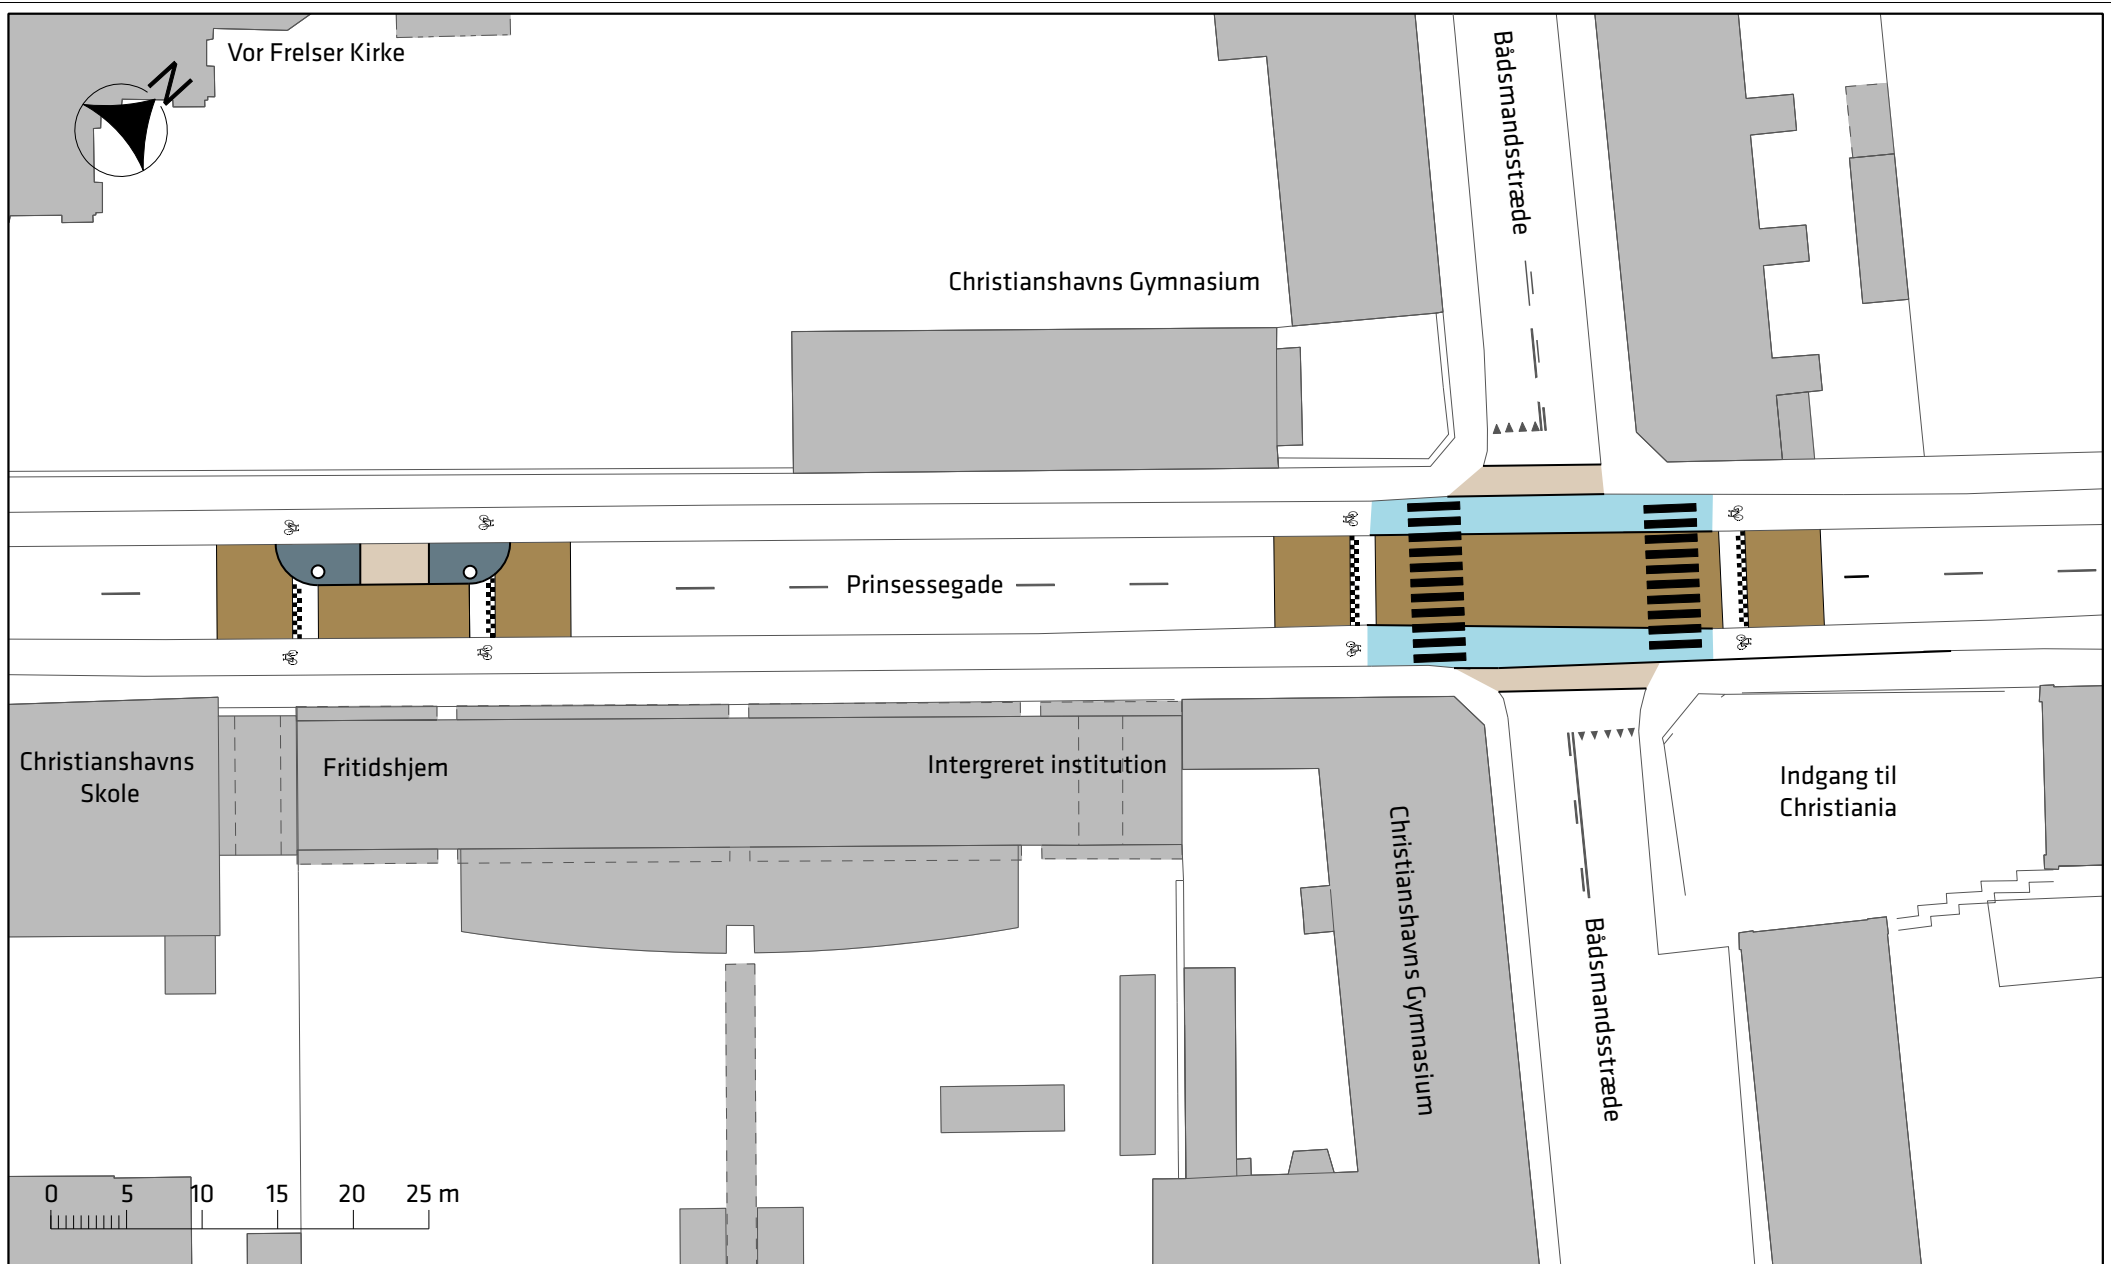 Vor Frelser Kirke
N
Bådsmandsstræde
Christianshavns Gymnasium
Prinsessegade
Christianshavns
Skole
Fritidshjem
Intergreret institution
Christianshavns Gymnasium
Indgang til
Christiania
Bådsmandsstræde
0 5 10 15 20 25 m